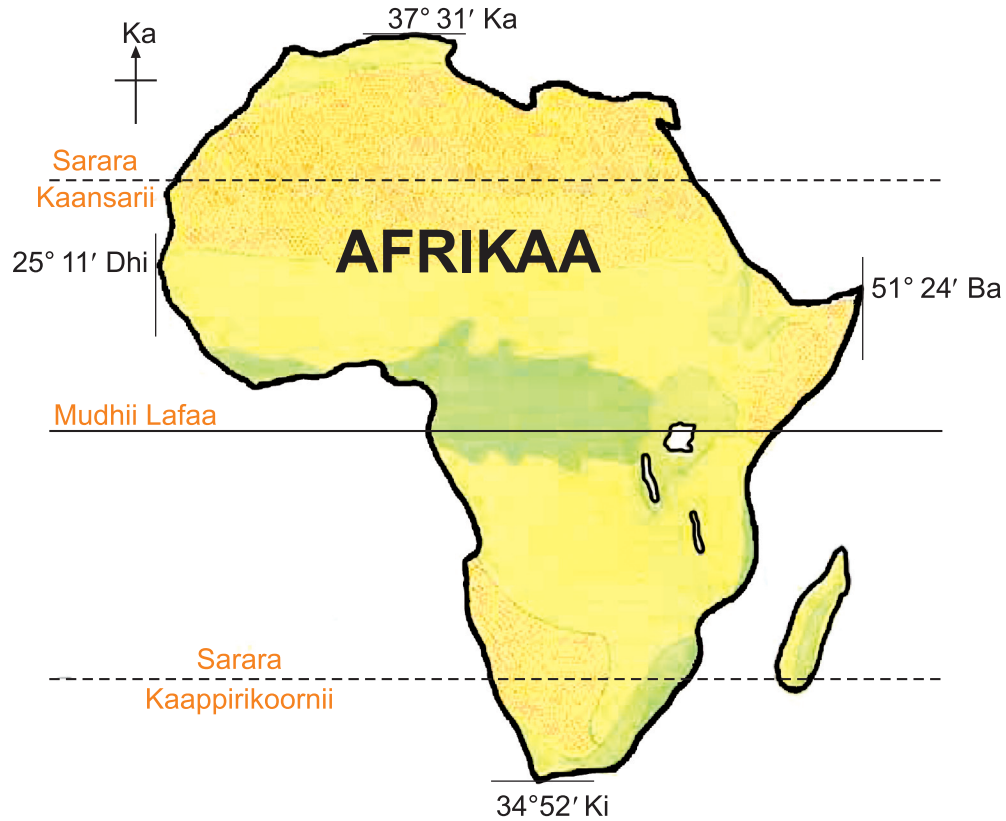 37° 31′ Ka
Ka
Sarara
Kaansarii
AFRIKAA
25° 11′ Dhi
51° 24′ Ba
Mudhii Lafaa
Sarara
Kaappirikoornii
34°52′ Ki